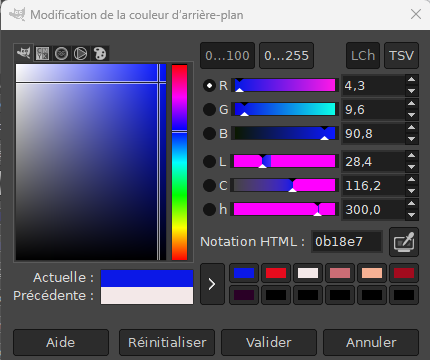 Modification de la couleur d'arrière-plan
0...100 0...255 LCh TSV
R 4,3
G 9,6
B 90,8
L 28,4
C 116,2
h 300,0
Notation HTML : 0b18e7
Actuelle :
Précédente :
Aide Réinitialiser Valider Annuler